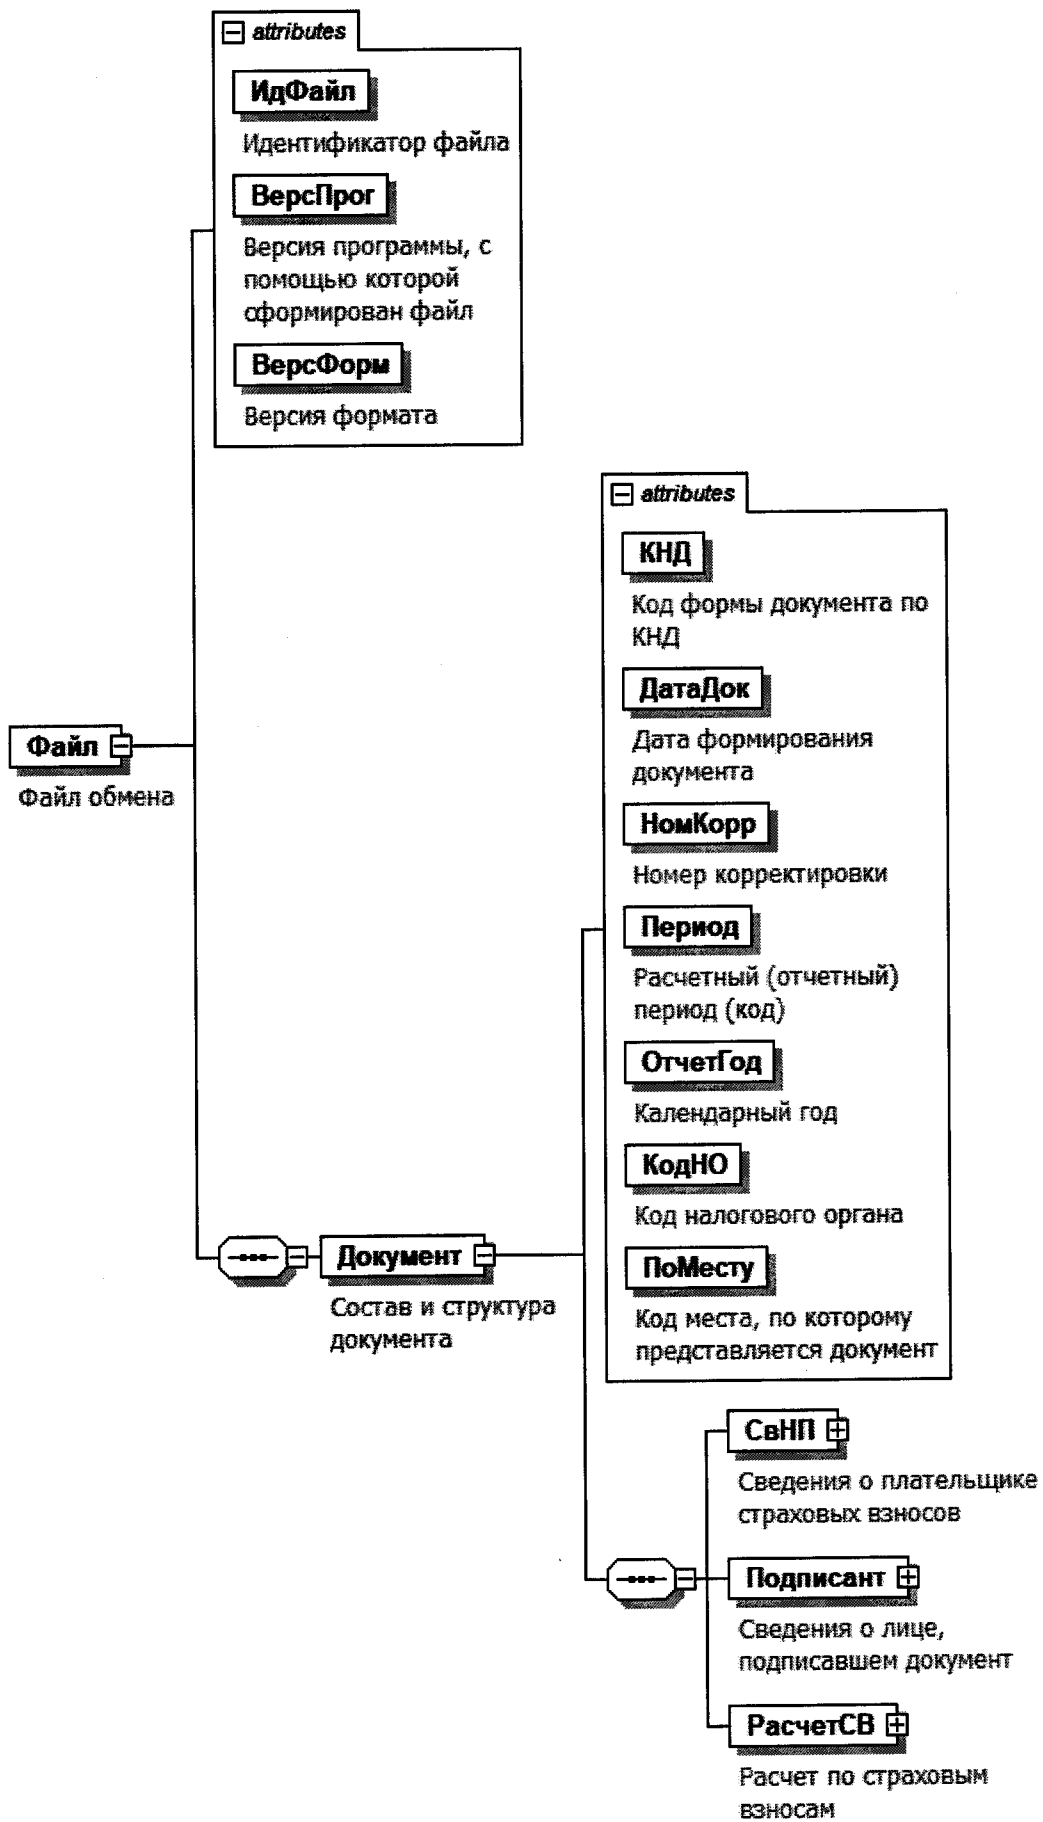 attributes
ИдФайл
Идентификатор файла
ВерсПрог
Версия программы, с
помощью которой
сформирован файл
ВерсФорм
Версия формата
attributes
КНД
Код формы документа по
КНД
ДатаДок
Дата формирования
документа
НомКорр
Номер корректировки
Период
Расчетный (отчетный)
период (код)
ОтчетГод
Календарный год
КодНО
Код налогового органа
ПоМесту
Код места, по которому
представляется документ
Файл
Файл обмена
Документ
Состав и структура
документа
СвНП
Сведения о плательщике
страховых взносов
Подписант
Сведения о лице,
подписавшем документ
РасчетСВ
Расчет по страховым
взносам